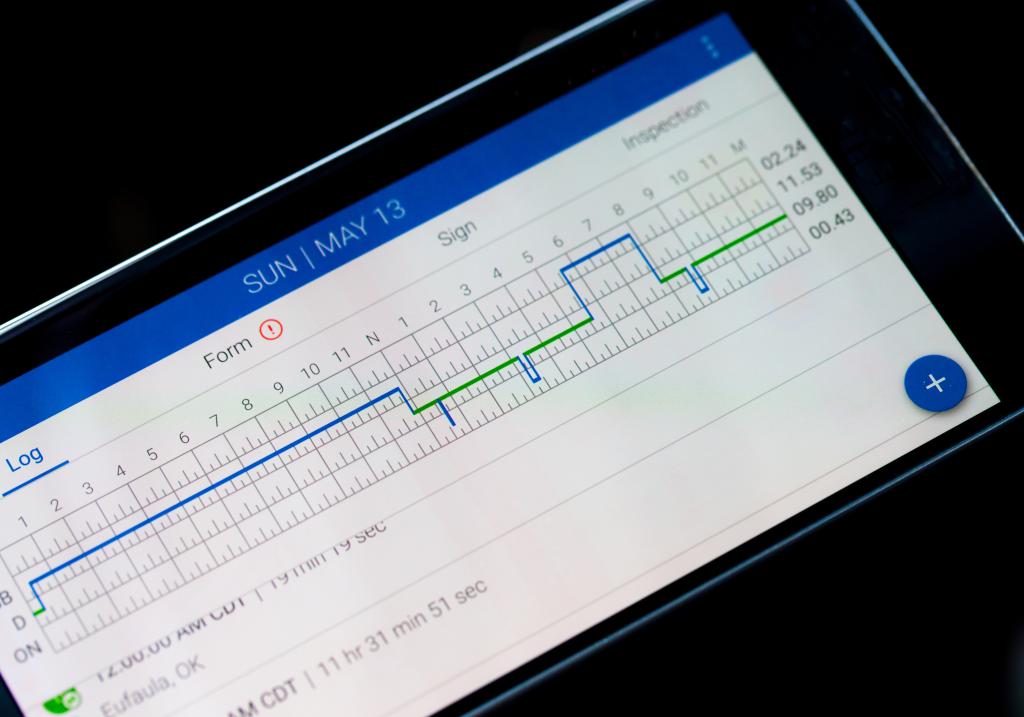 SUN | MAY 13
Log Form Sign Inspection
1 2 3 4 5 6 7 8 9 10 11 N 1 2 3 4 5 6 7 8 9 10 11 M
02.24
B 11.53
D 09.80
ON 00.43
12:00:00 AM CDT | 19 min 19 sec
Eufaula, OK
AM CDT | 11 hr 31 min 51 sec